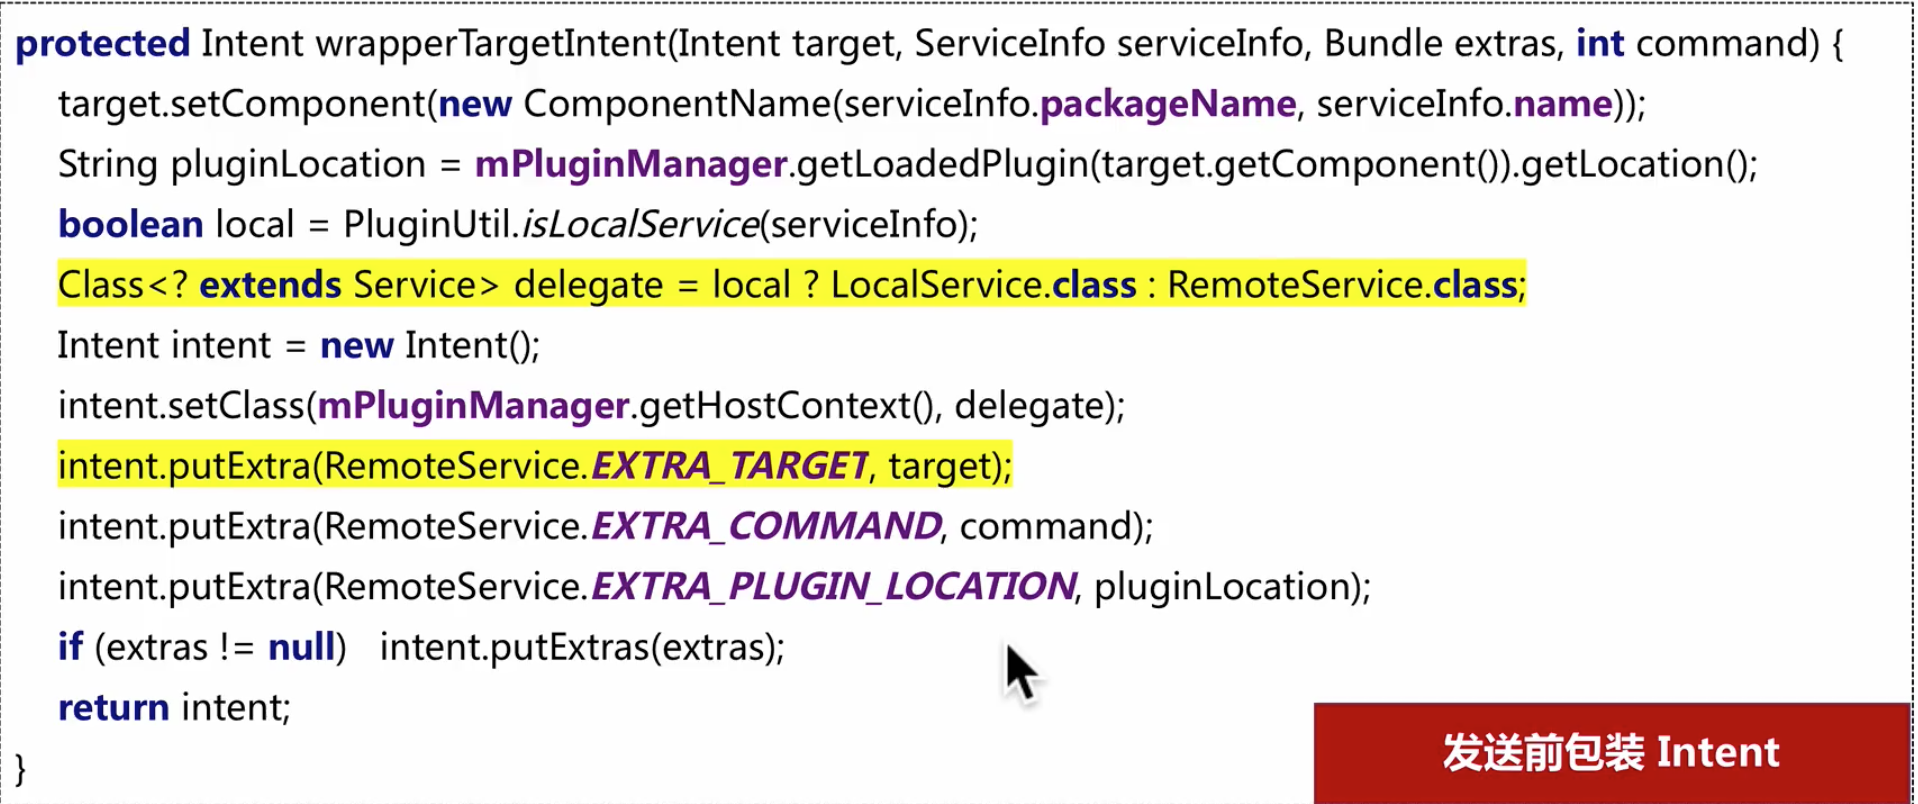 protected Intent wrapperTargetIntent(Intent target, ServiceInfo serviceInfo, Bundle extras, int command) {
target.setComponent(new ComponentName(serviceInfo.packageName, serviceInfo.name));
String pluginLocation = mPluginManager.getLoadedPlugin(target.getComponent()).getLocation();
boolean local = PluginUtil.isLocalService(serviceInfo);
Class<? extends Service> delegate = local ? LocalService.class : RemoteService.class;
Intent intent = new Intent();
intent.setClass(mPluginManager.getHostContext(), delegate);
intent.putExtra(RemoteService.EXTRA_TARGET, target);
intent.putExtra(RemoteService.EXTRA_COMMAND, command);
intent.putExtra(RemoteService.EXTRA_PLUGIN_LOCATION, pluginLocation);
if (extras != null) intent.putExtras(extras);
return intent;
}
发送前包装 Intent